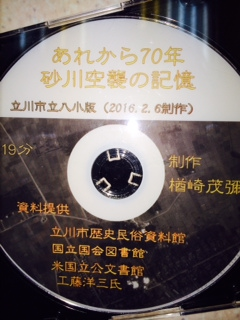 あれから70年
砂川空襲の記憶
立川市立八小版（2016.2.6制作）
19分
制作
楢崎茂彌
資料提供
立川市歴史民俗資料館
国立国会図書館
米国立公文書館
工藤洋三氏